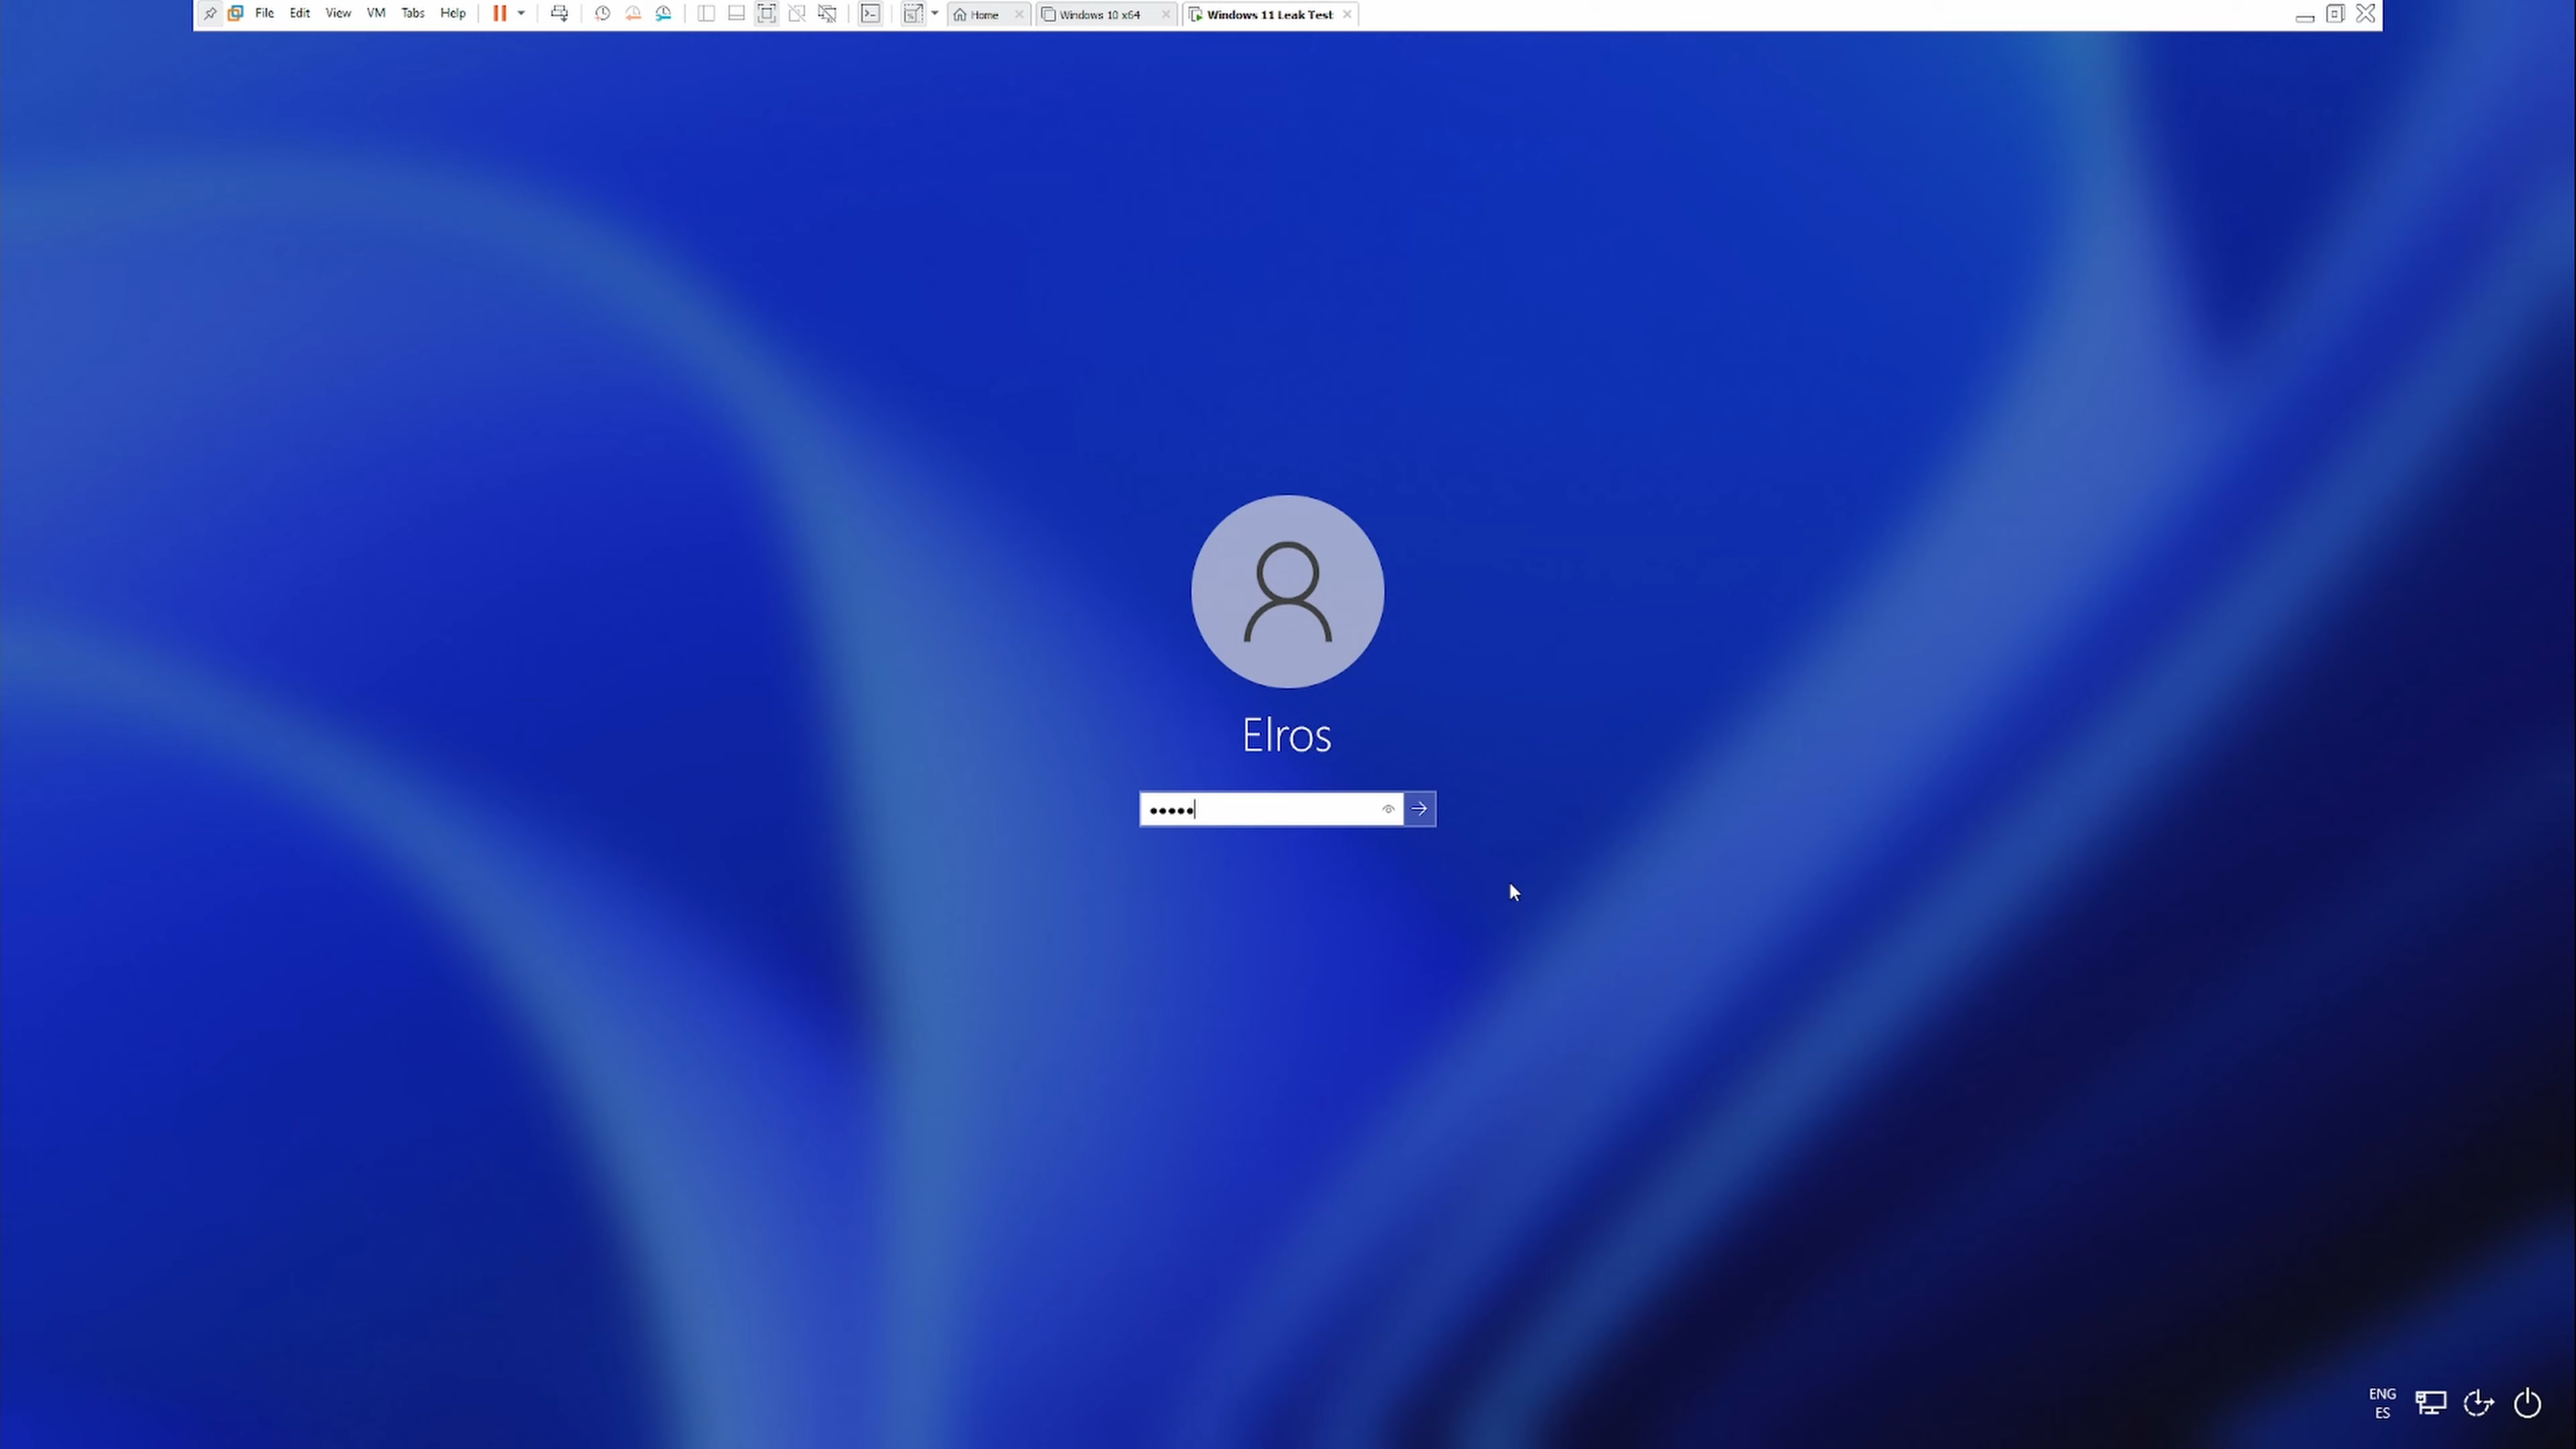 File Edit View VM Tabs Help Home Windows 10 x64 Windows 11 Leak Test
Elros
•••••
ENG
ES